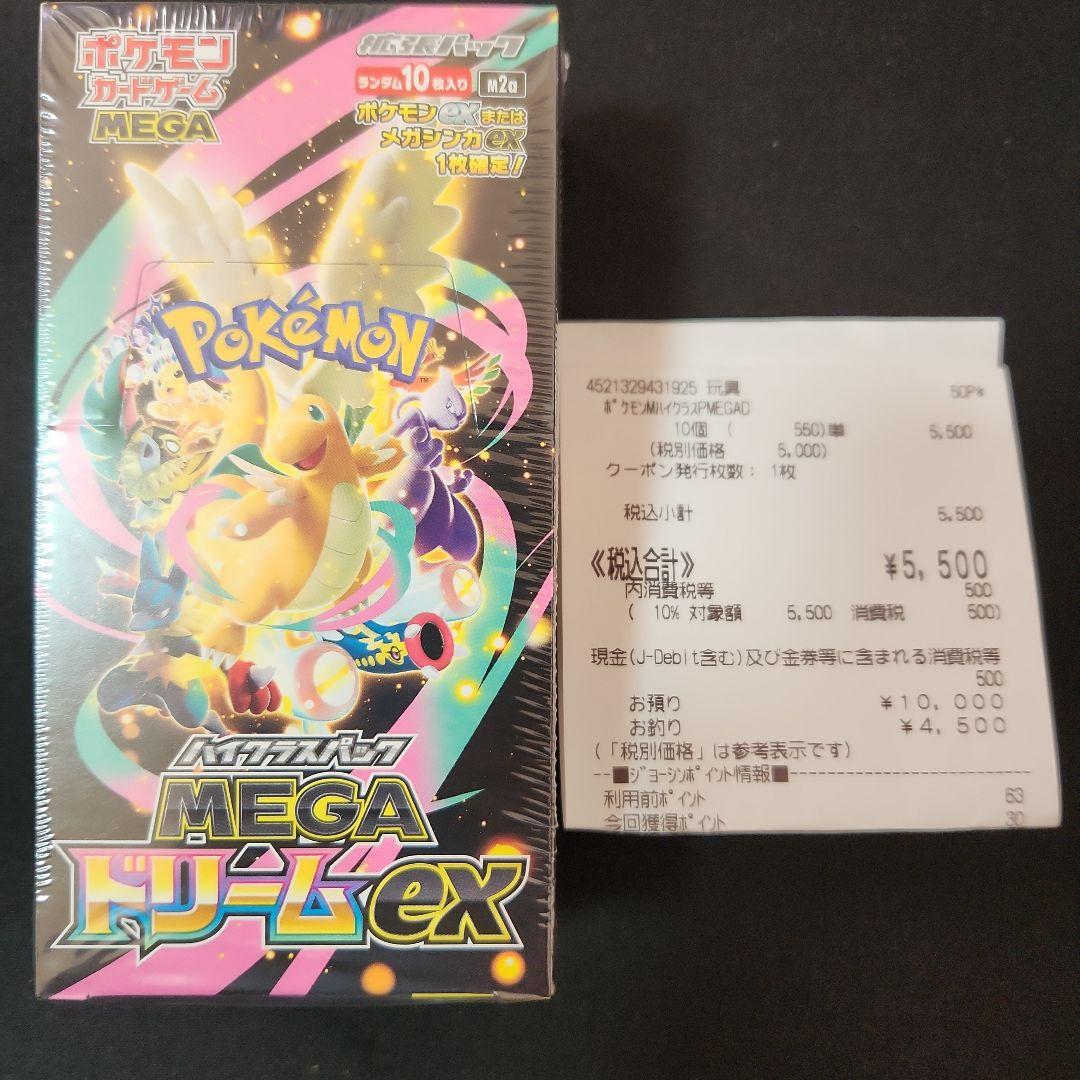 ポケモン
カードゲーム
MEGA
拡張パック
ランダム10枚入り M2a
ポケモンexまたは
メガシンカex
1枚確定!
POKéMON
TM
ハイクラスパック
MEGA
ドリームex
4521329431925 玩具 50P*
ﾎﾟｹﾓﾝMﾊｲｸﾗｽPMEGAD
10個 ( 550)単 5,500
(税別価格 5,000)
クーポン発行枚数: 1枚
税込小計 5,500
《税込合計》 ¥5,500
内消費税等 500
( 10% 対象額 5,500 消費税 500)
現金(J-Debit含む)及び金券等に含まれる消費税等
500
お預り ¥10,000
お釣り ¥4,500
(「税別価格」は参考表示です)
--■ｼﾞｮｰｼﾝﾎﾟｲﾝﾄ情報■--------------------
利用前ﾎﾟｲﾝﾄ 63
今回獲得ﾎﾟｲﾝﾄ 30